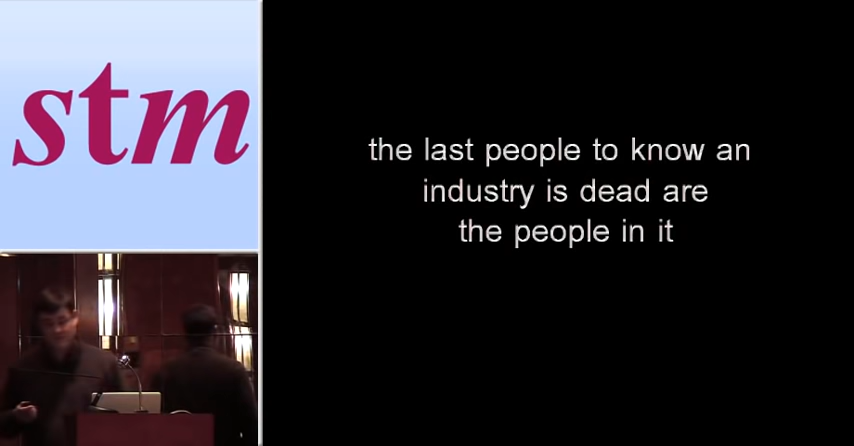 stm
the last people to know an
industry is dead are
the people in it